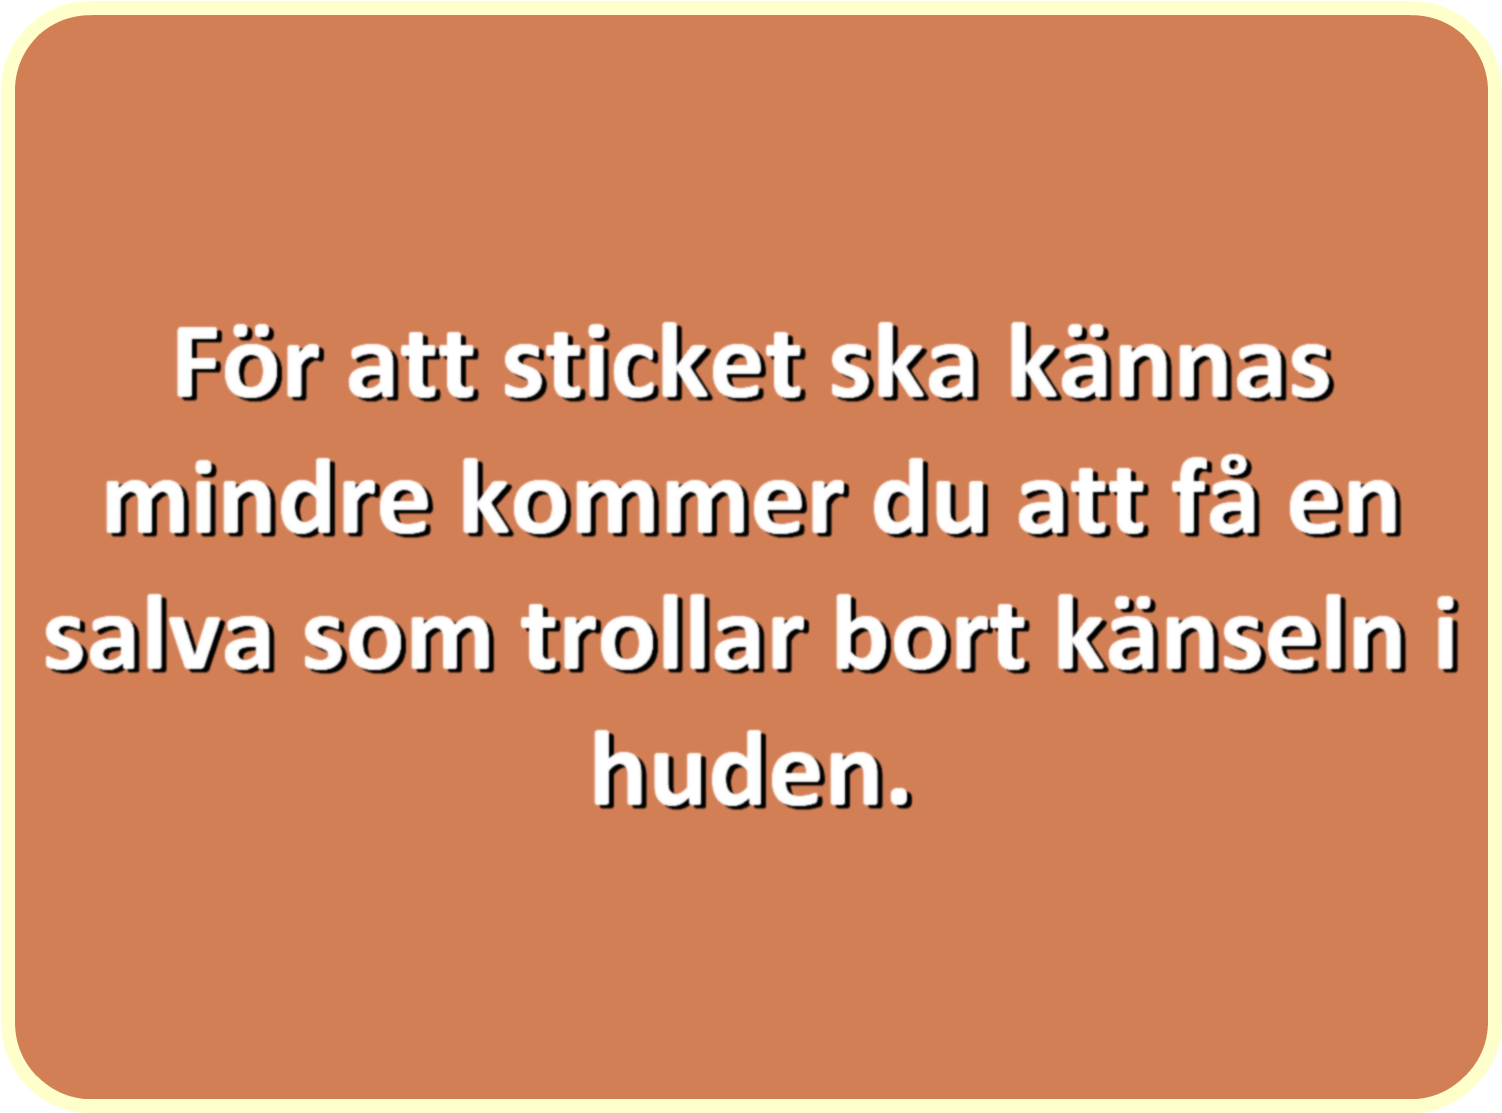 För att sticket ska kännas
mindre kommer du att få en
salva som trollar bort känseln i
huden.